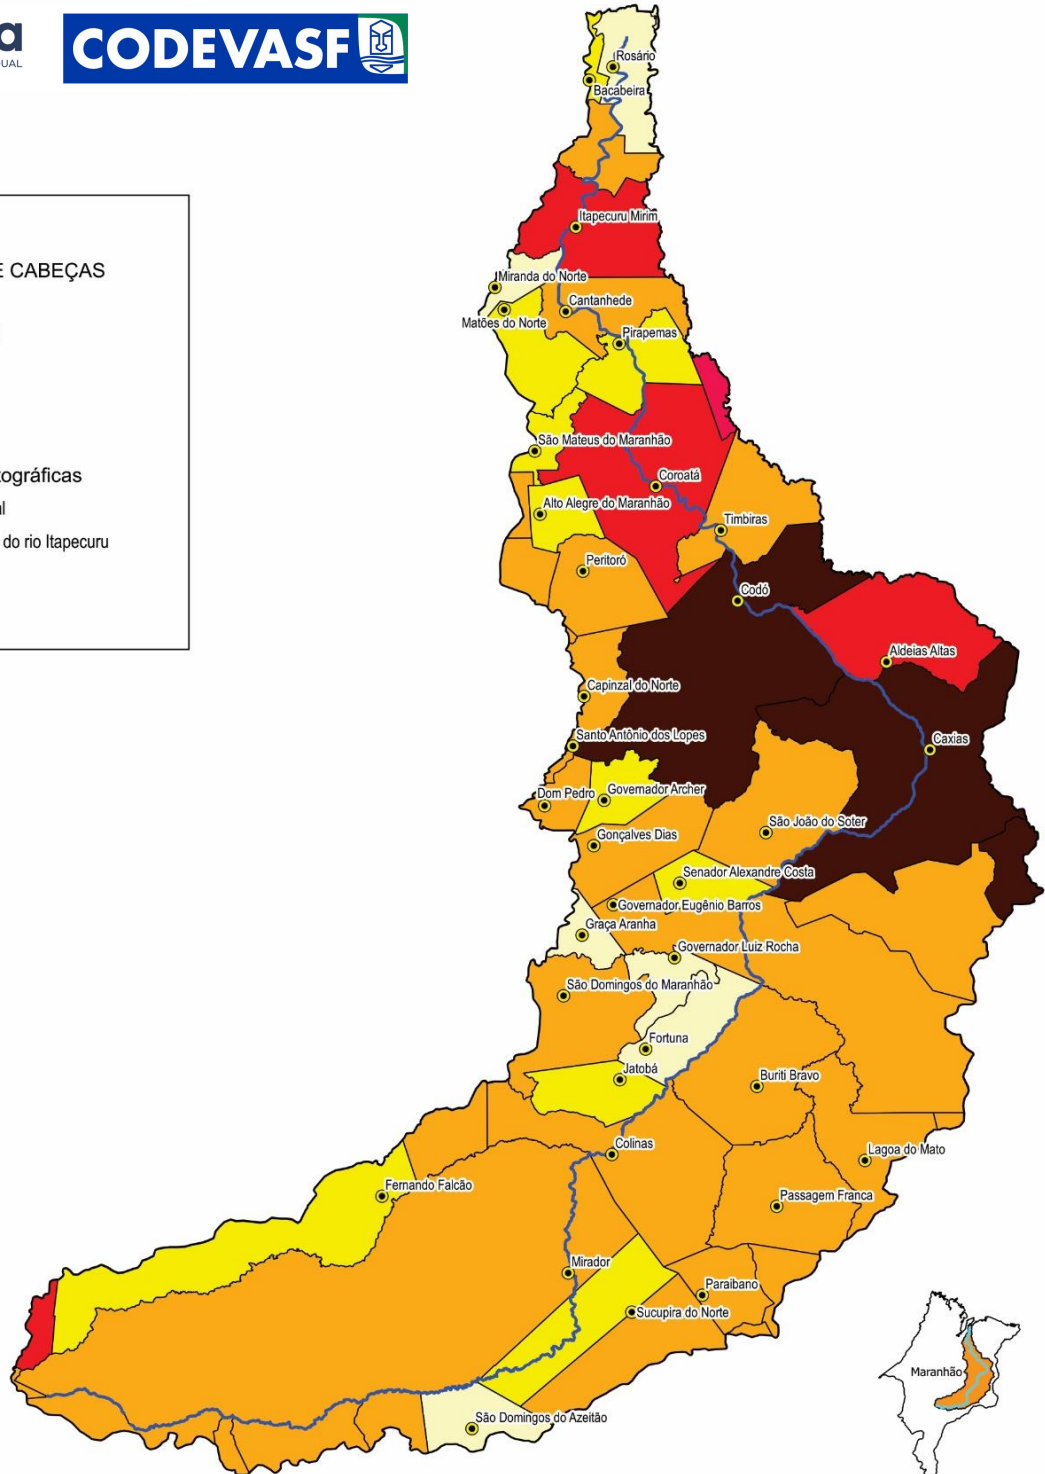 a
UAL
CODEVASF
E CABEÇAS
ográficas
al
do rio Itapecuru
Rosário
Bacabeira
Itapecuru Mirim
Miranda do Norte
Cantanhede
Matões do Norte
Pirapemas
São Mateus do Maranhão
Coroatá
Alto Alegre do Maranhão
Timbiras
Peritoró
Codó
Aldeias Altas
Capinzal do Norte
Santo Antônio dos Lopes
Caxias
Dom Pedro
Governador Archer
Gonçalves Dias
São João do Soter
Senador Alexandre Costa
Governador Eugênio Barros
Graça Aranha
Governador Luiz Rocha
São Domingos do Maranhão
Fortuna
Jatobá
Buriti Bravo
Colinas
Lagoa do Mato
Fernando Falcão
Passagem Franca
Mirador
Paraibano
Sucupira do Norte
Maranhão
São Domingos do Azeitão